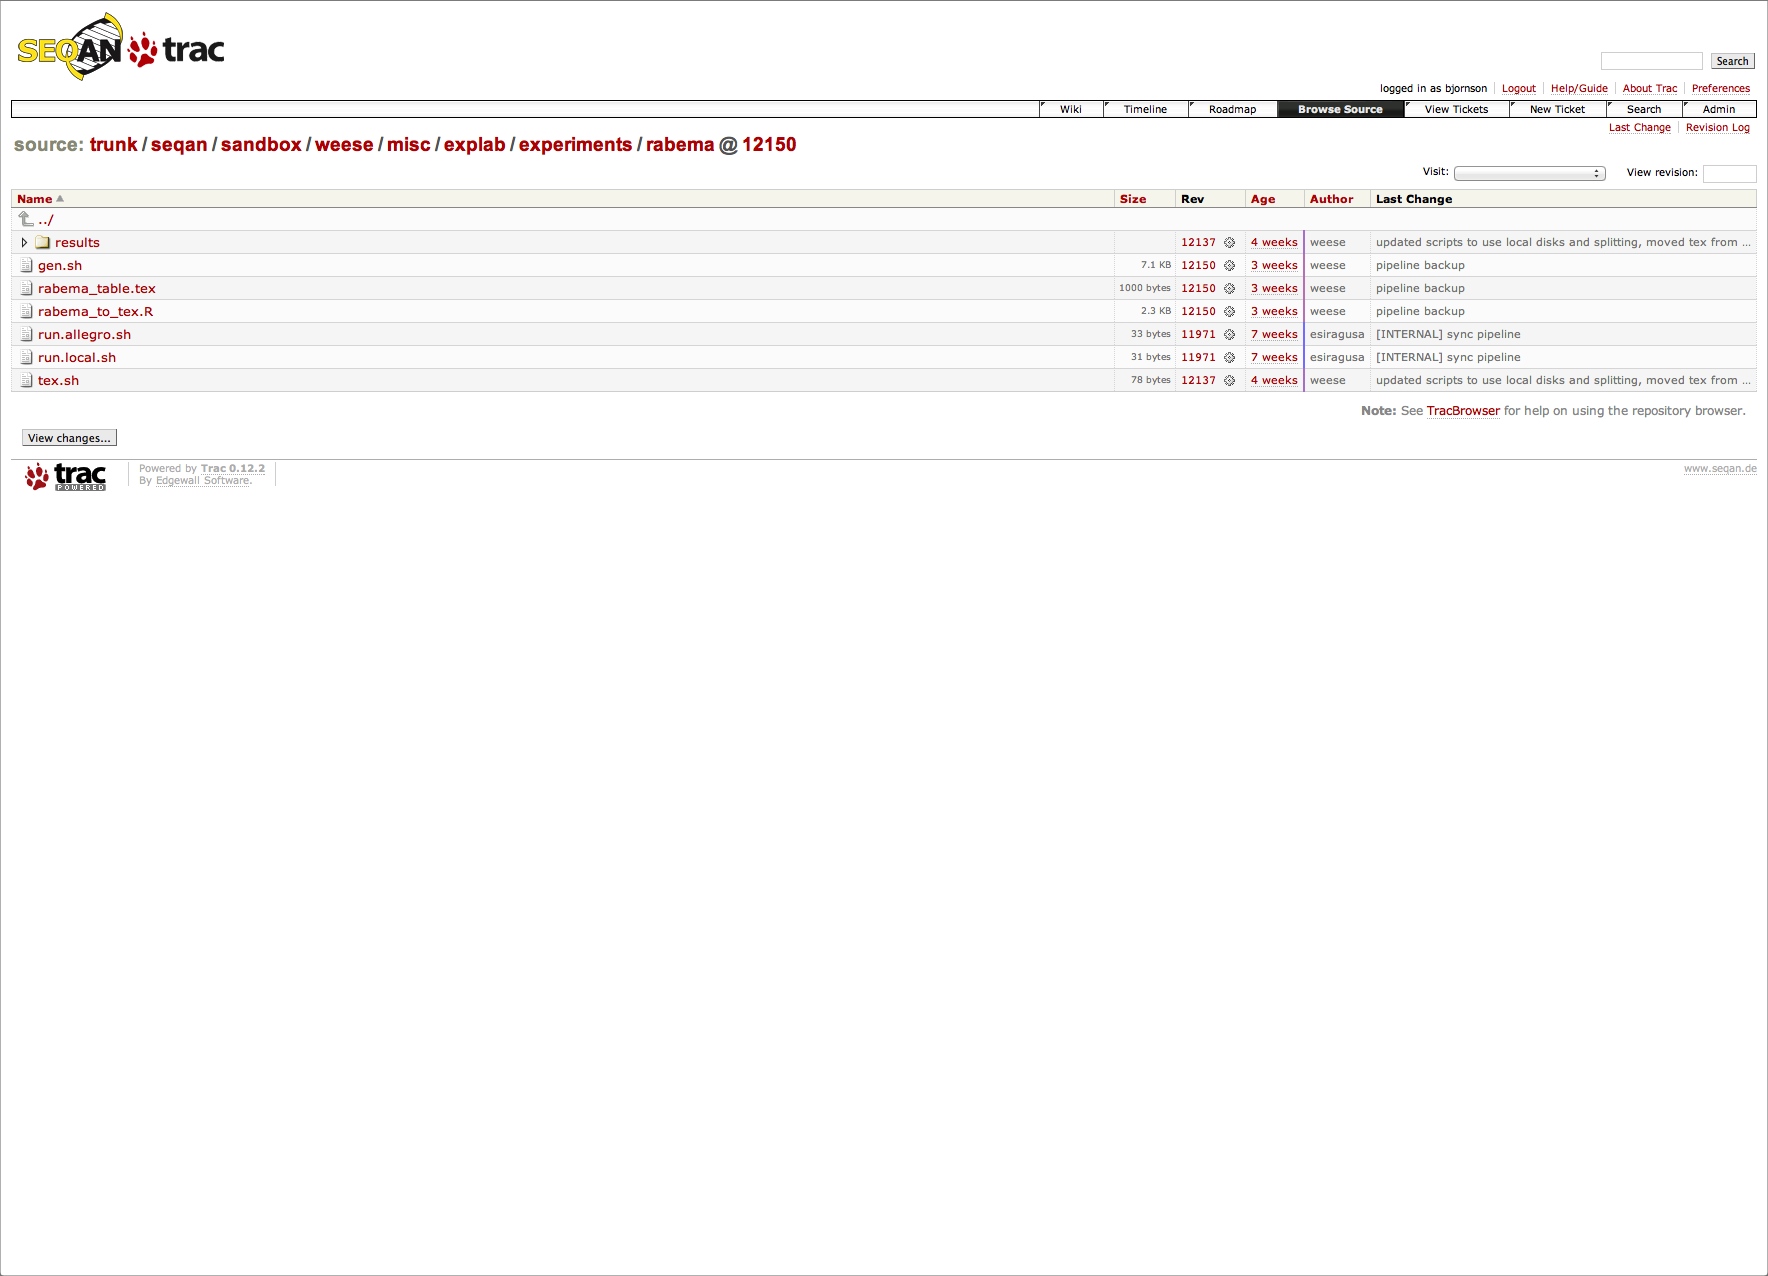 SEQAN trac
Search
logged in as bjornson Logout Help/Guide About Trac Preferences
Wiki Timeline Roadmap Browse Source View Tickets New Ticket Search Admin
Last Change Revision Log
source: trunk / seqan / sandbox / weese / misc / explab / experiments / rabema @ 12150
Visit: View revision:
Name Size Rev Age Author Last Change
../
results 12137 4 weeks weese updated scripts to use local disks and splitting, moved tex from …
gen.sh 7.1 KB 12150 3 weeks weese pipeline backup
rabema_table.tex 1000 bytes 12150 3 weeks weese pipeline backup
rabema_to_tex.R 2.3 KB 12150 3 weeks weese pipeline backup
run.allegro.sh 33 bytes 11971 7 weeks esiragusa [INTERNAL] sync pipeline
run.local.sh 31 bytes 11971 7 weeks esiragusa [INTERNAL] sync pipeline
tex.sh 78 bytes 12137 4 weeks weese updated scripts to use local disks and splitting, moved tex from …
Note: See TracBrowser for help on using the repository browser.
View changes...
trac POWERED
Powered by Trac 0.12.2
By Edgewall Software.
www.seqan.de